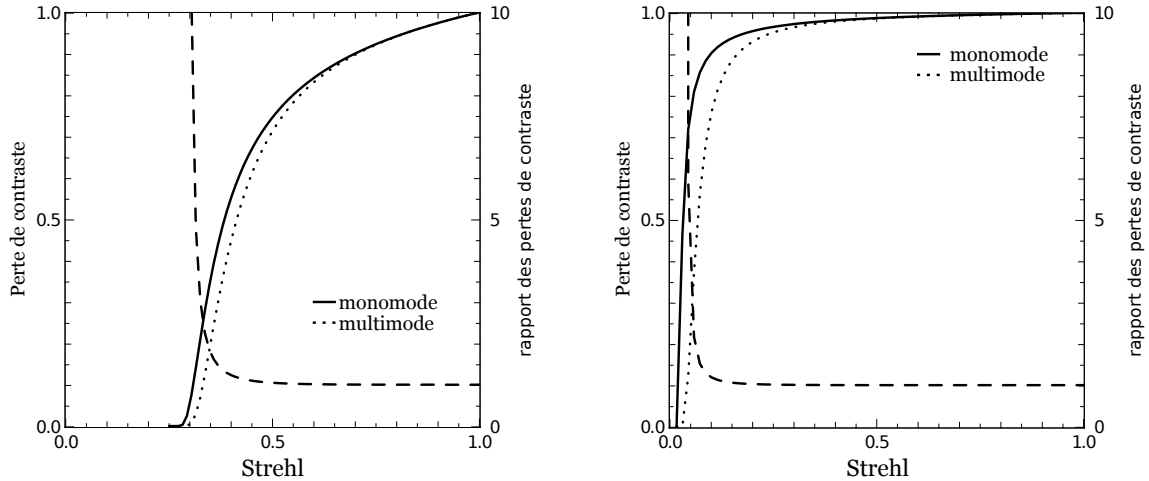 1.0
0.5
0.0
Perte de contraste
10
5
0
rapport des pertes de contraste
monomode
multimode
0.0 0.5 1.0
Strehl
1.0
0.5
0.0
Perte de contraste
10
5
0
rapport des pertes de contraste
monomode
multimode
0.0 0.5 1.0
Strehl